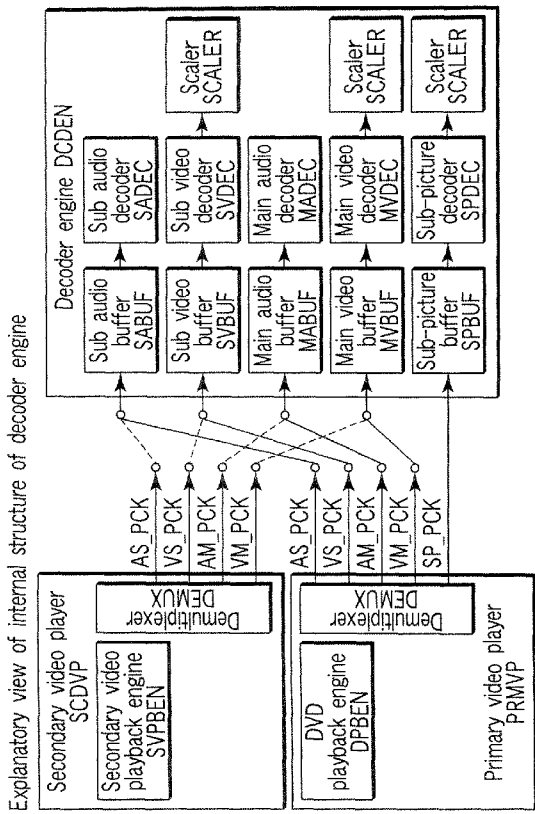 Explanatory view of internal structure of decoder engine
Secondary video player
SCDVP
Secondary video
playback engine
SVPBEN
Demultiplexer
DEMUX
AS_PCK
VS_PCK
AM_PCK
VM_PCK
DVD
playback engine
DPBEN
Demultiplexer
DEMUX
Primary video player
PRMVP
AS_PCK
VS_PCK
AM_PCK
VM_PCK
SP_PCK
Decoder engine DCDEN
Sub audio
buffer
SABUF
Sub audio
decoder
SADEC
Sub video
buffer
SVBUF
Sub video
decoder
SVDEC
Scaler
SCALER
Main audio
buffer
MABUF
Main audio
decoder
MADEC
Main video
buffer
MVBUF
Main video
decoder
MVDEC
Scaler
SCALER
Sub-picture
buffer
SPBUF
Sub-picture
decoder
SPDEC
Scaler
SCALER